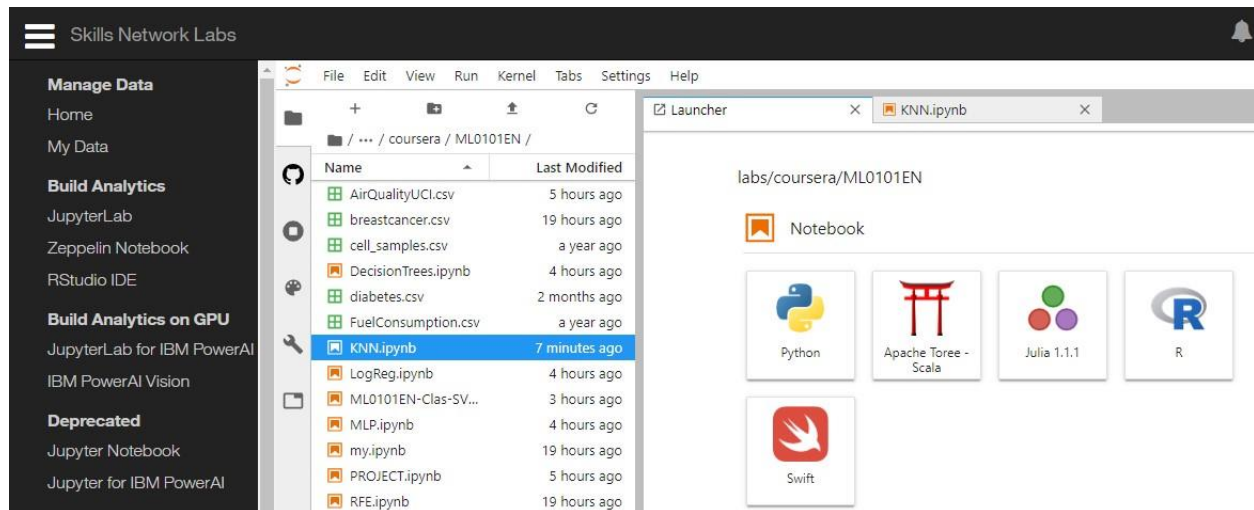 Skills Network Labs
Manage Data
Home
My Data
Build Analytics
JupyterLab
Zeppelin Notebook
RStudio IDE
Build Analytics on GPU
JupyterLab for IBM PowerAI
IBM PowerAI Vision
Deprecated
Jupyter Notebook
Jupyter for IBM PowerAI
File Edit View Run Kernel Tabs Settings Help
/ ··· / coursera / ML0101EN /
Name Last Modified
AirQualityUCI.csv 5 hours ago
breastcancer.csv 19 hours ago
cell_samples.csv a year ago
DecisionTrees.ipynb 4 hours ago
diabetes.csv 2 months ago
FuelConsumption.csv a year ago
KNN.ipynb 7 minutes ago
LogReg.ipynb 4 hours ago
ML0101EN-Clas-SV... 3 hours ago
MLP.ipynb 4 hours ago
my.ipynb 19 hours ago
PROJECT.ipynb 5 hours ago
RFE.ipynb 19 hours ago
Launcher KNN.ipynb
labs/coursera/ML0101EN
Notebook
Python
Apache Toree -
Scala
Julia 1.1.1
R
Swift